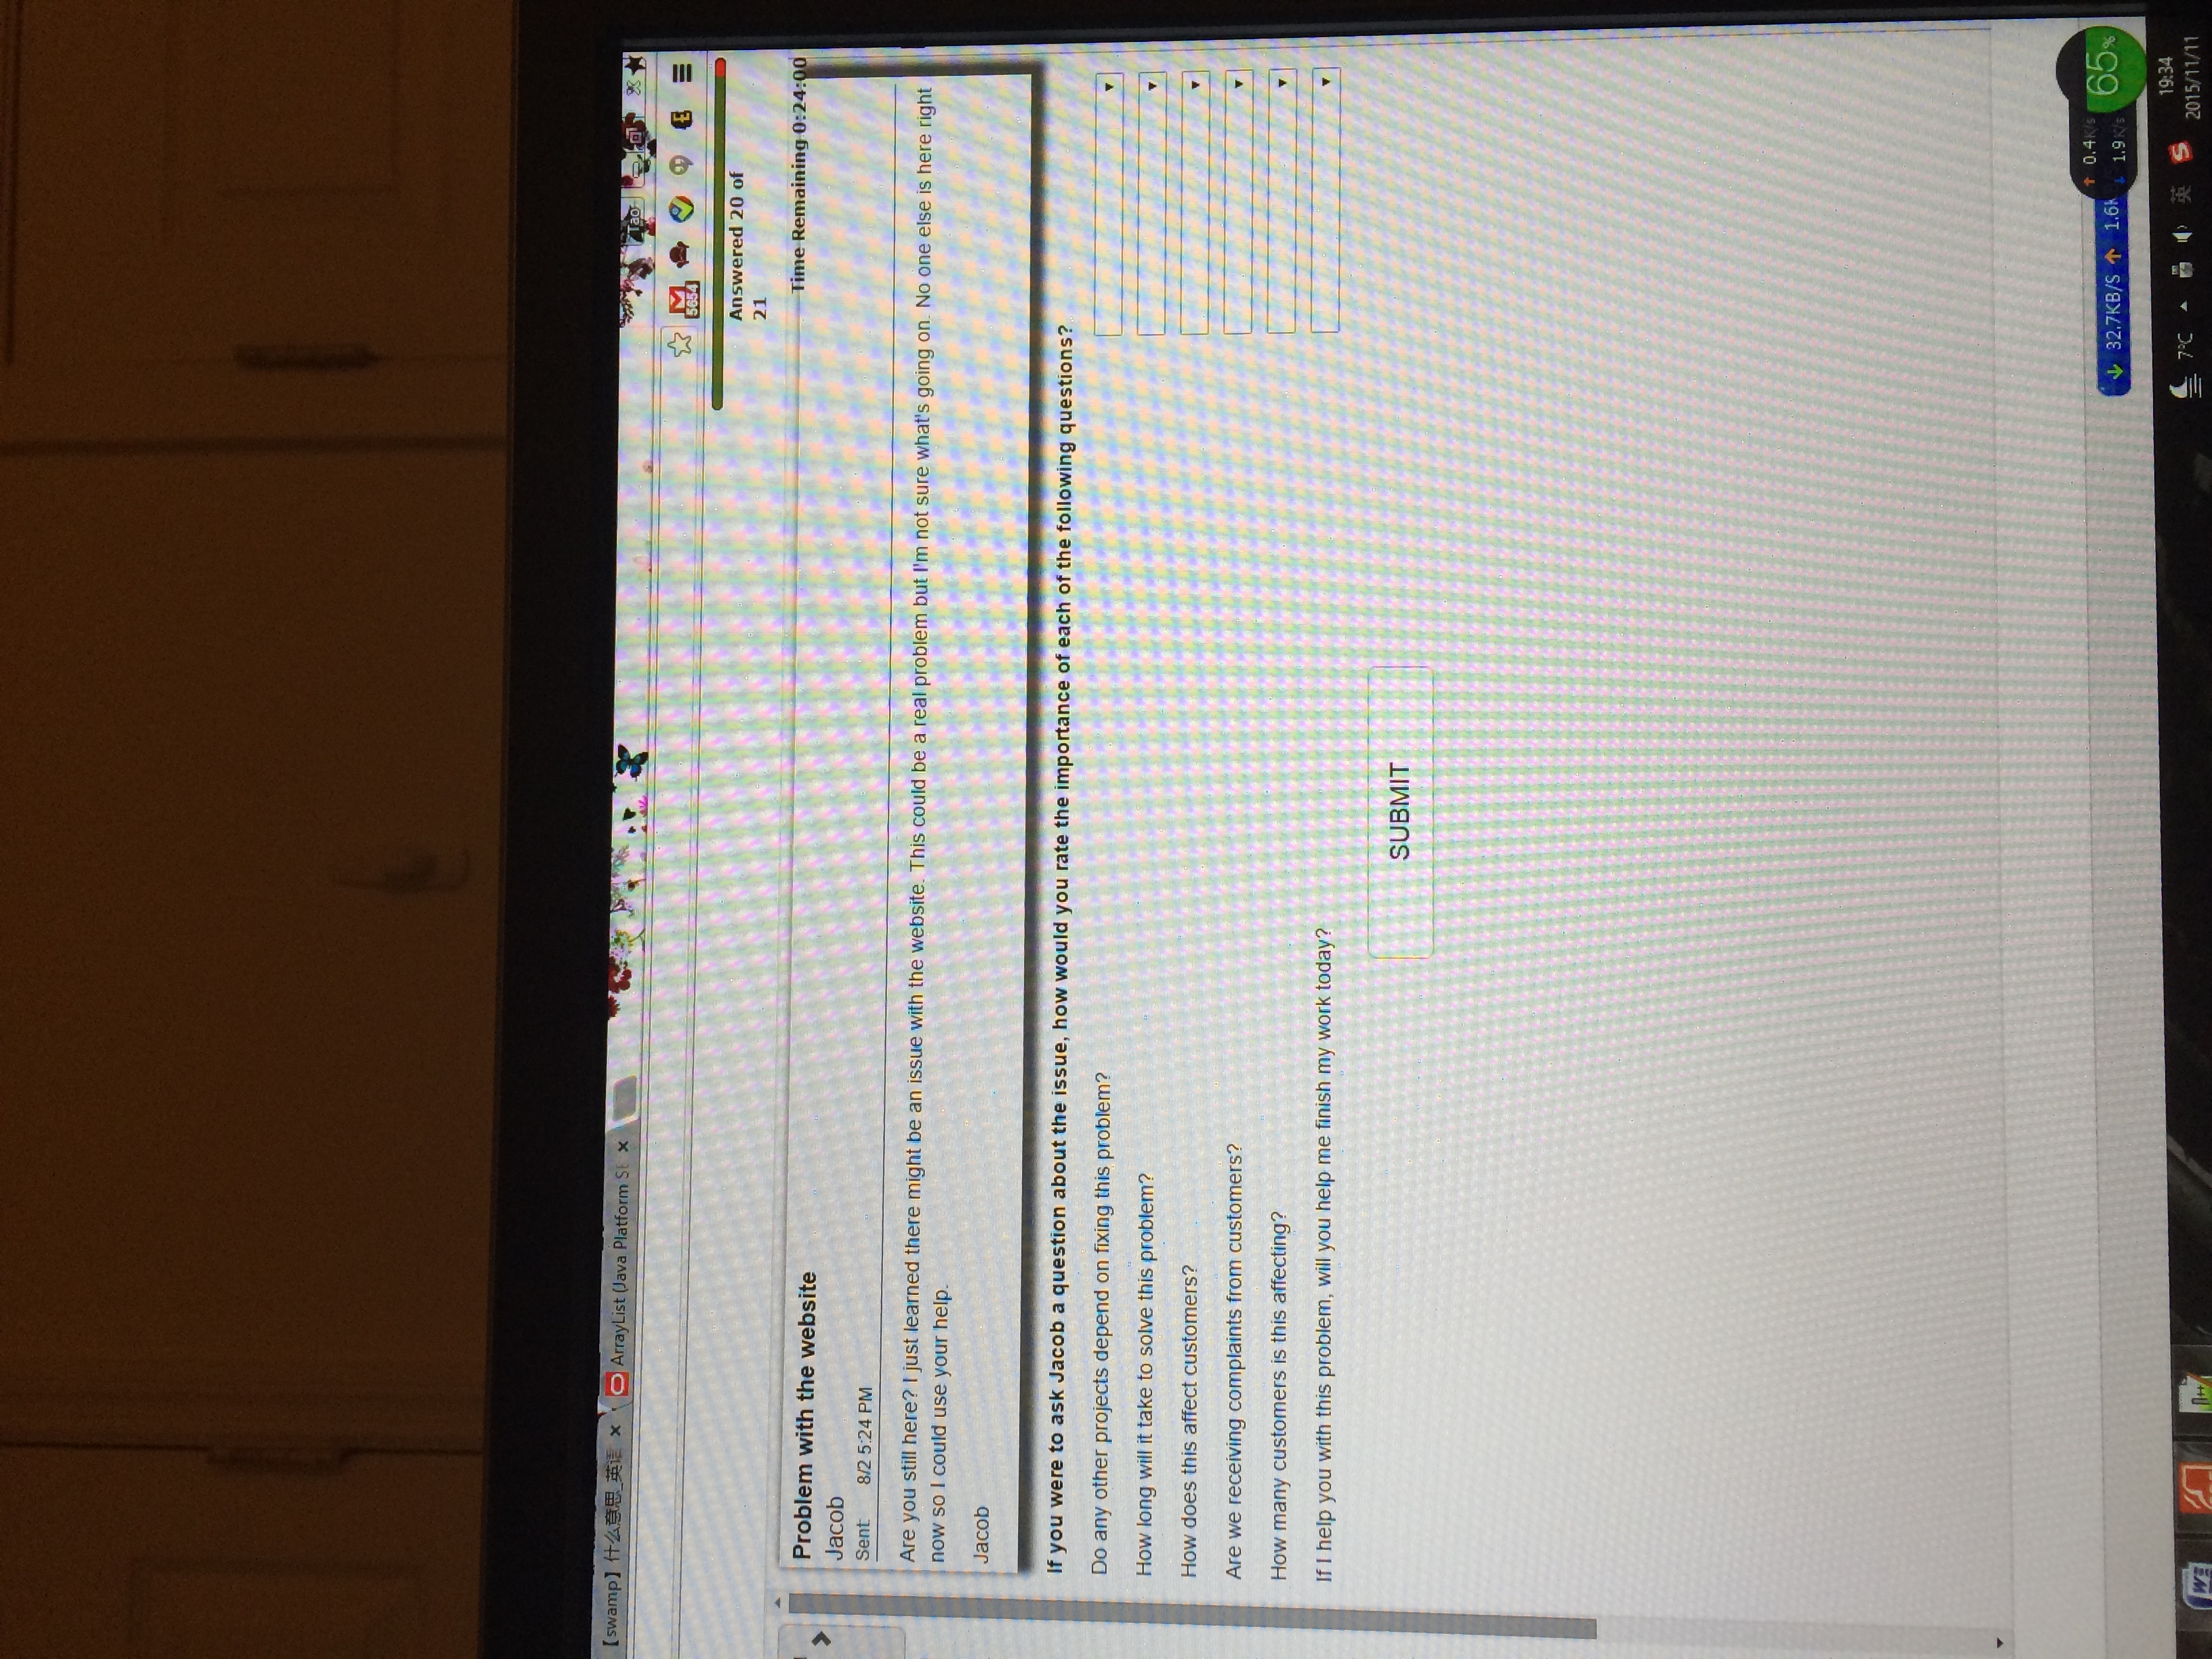 【swamp】什么意思_英语 ×
ArrayList (Java Platform SE ×
Tao
5654
Answered 20 of
21
Time Remaining 0:24:00
Problem with the website
Jacob
Sent 8/2 5:24 PM
Are you still here? I just learned there might be an issue with the website. This could be a real problem but I'm not sure what's going on. No one else is here right
now so I could use your help.
Jacob
If you were to ask Jacob a question about the issue, how would you rate the importance of each of the following questions?
Do any other projects depend on fixing this problem?
How long will it take to solve this problem?
How does this affect customers?
Are we receiving complaints from customers?
How many customers is this affecting?
If I help you with this problem, will you help me finish my work today?
SUBMIT
32.7KB/S 1.6K
0.4K/s
1.9K/s
65%
7°C 英
19:34
2015/11/11